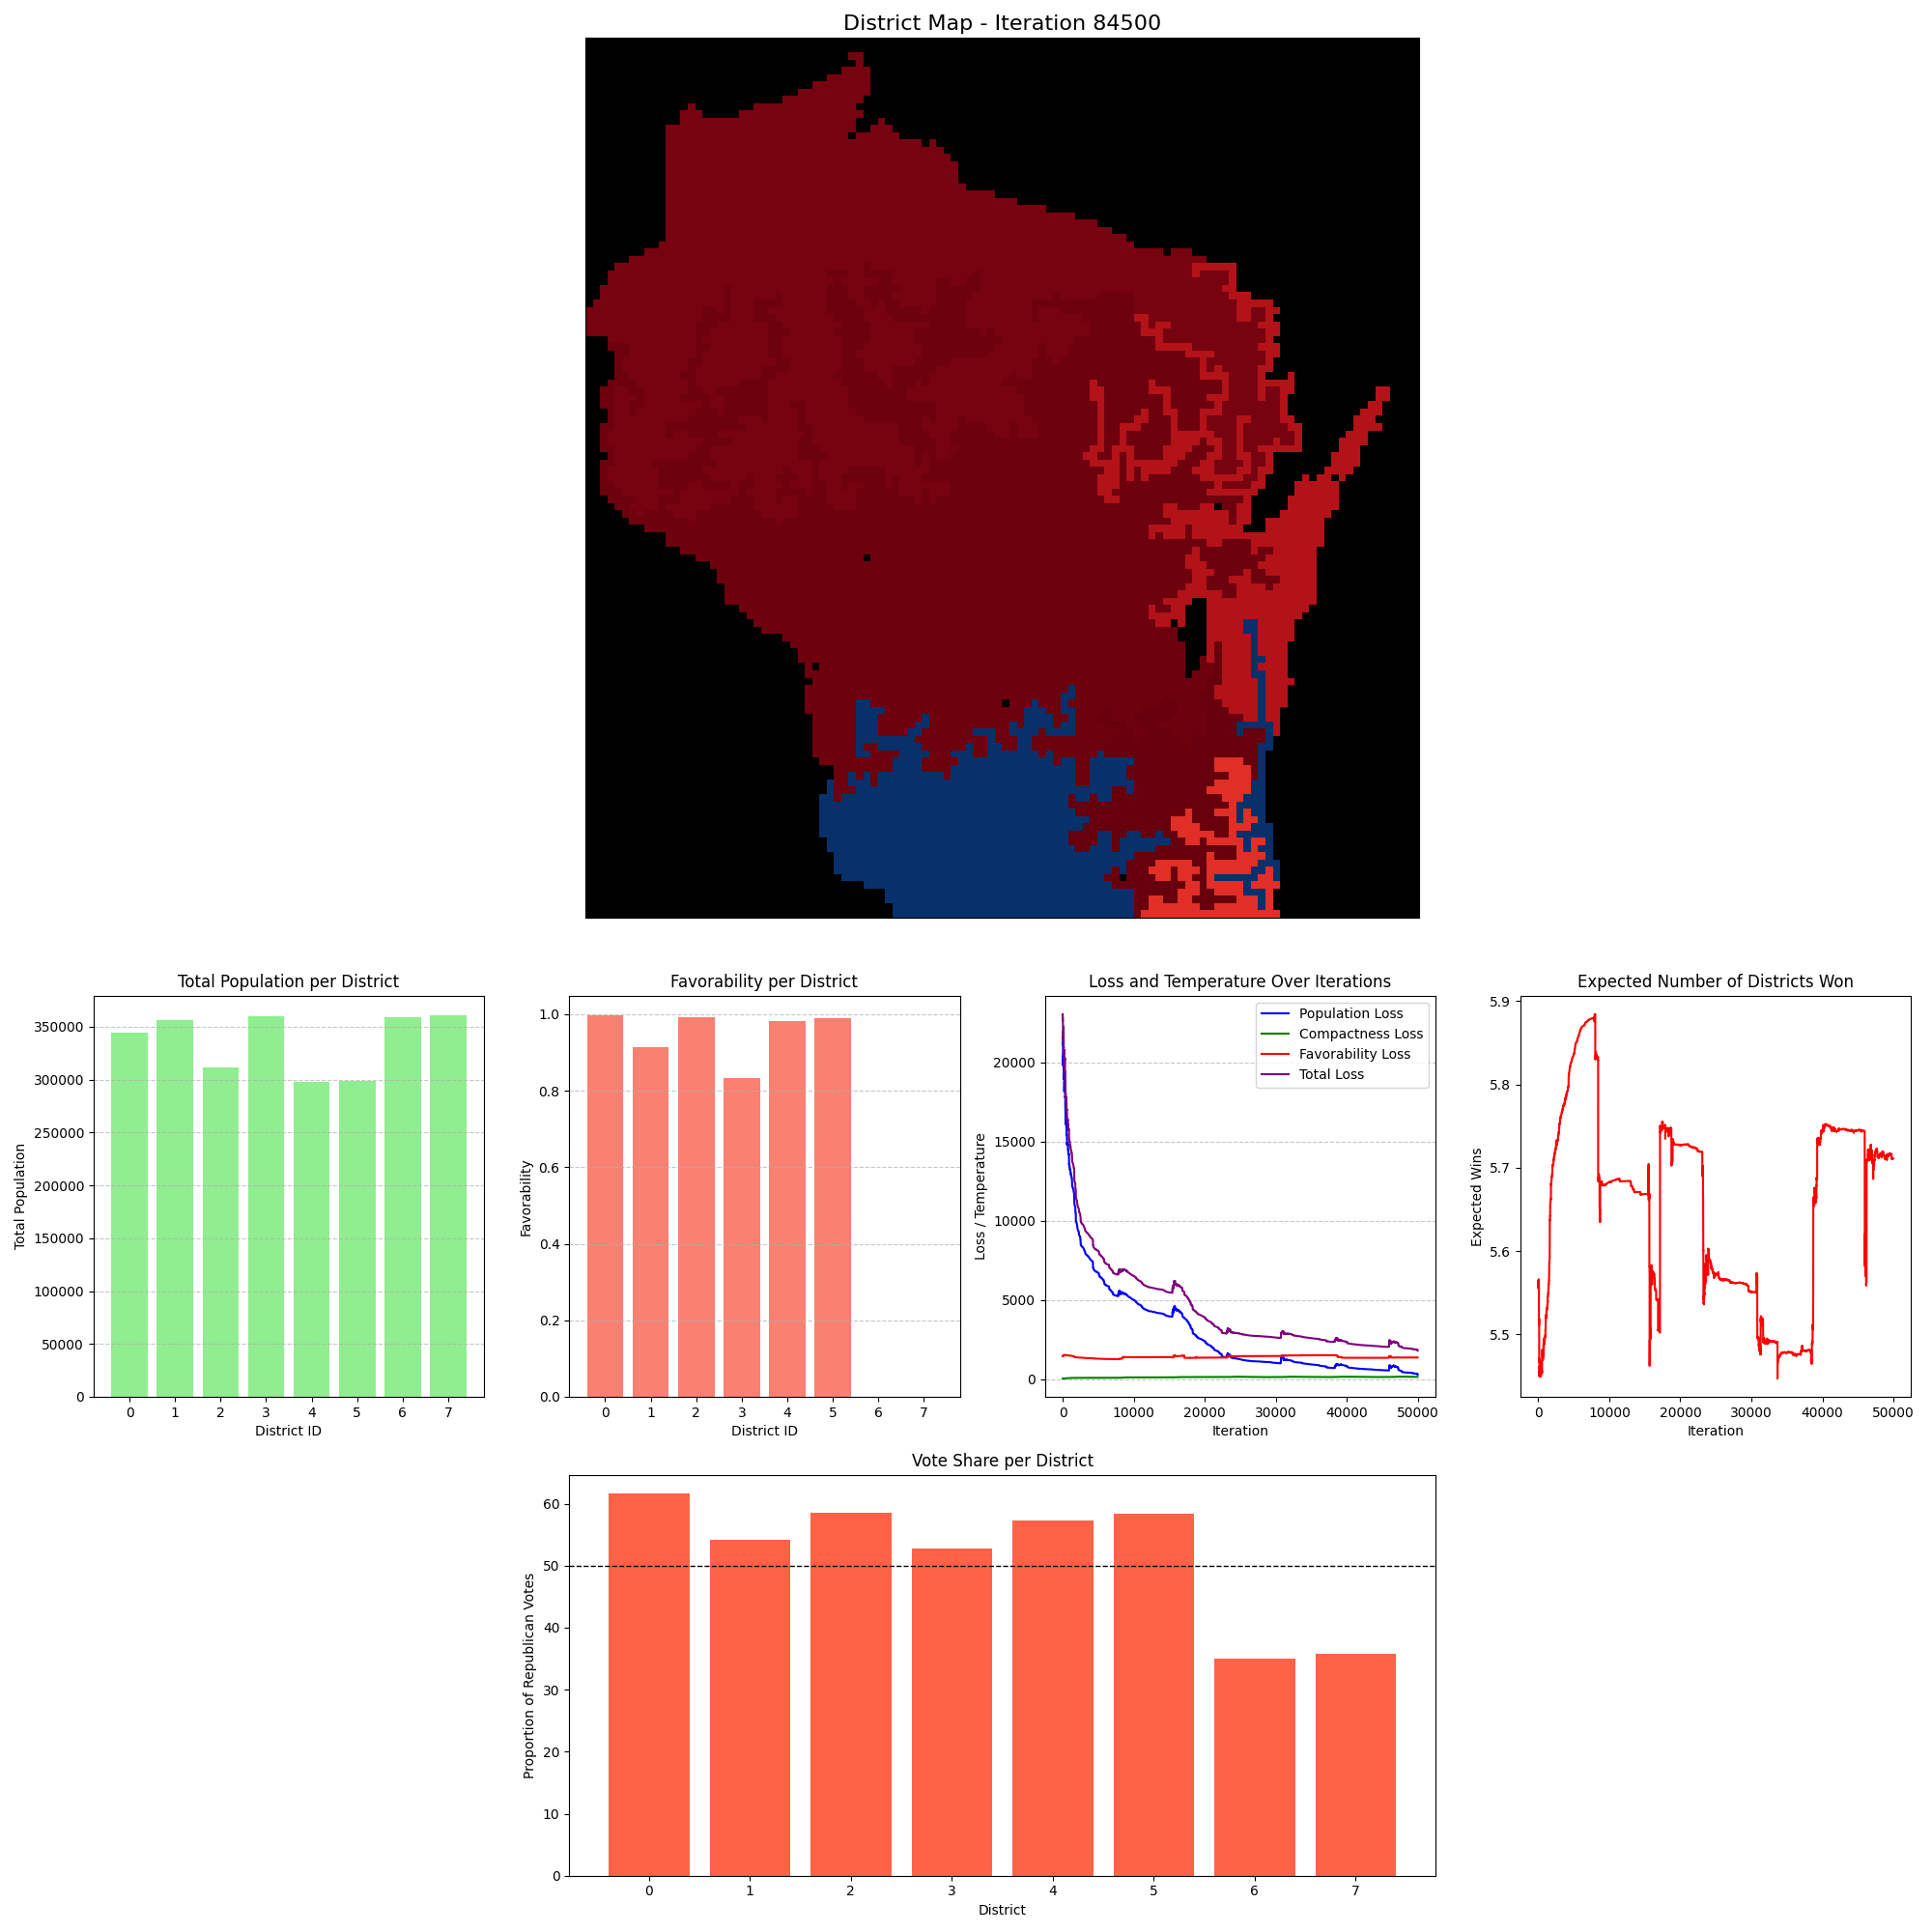 District Map - Iteration 84500
Total Population per District
Total Population
350000
300000
250000
200000
150000
100000
50000
0
0 1 2 3 4 5 6 7
District ID
Favorability per District
Favorability
1.0
0.8
0.6
0.4
0.2
0.0
0 1 2 3 4 5 6 7
District ID
Loss and Temperature Over Iterations
Loss / Temperature
Population Loss
Compactness Loss
Favorability Loss
Total Loss
20000
15000
10000
5000
0
0 10000 20000 30000 40000 50000
Iteration
Expected Number of Districts Won
Expected Wins
5.9
5.8
5.7
5.6
5.5
0 10000 20000 30000 40000 50000
Iteration
Vote Share per District
Proportion of Republican Votes
60
50
40
30
20
10
0
0 1 2 3 4 5 6 7
District